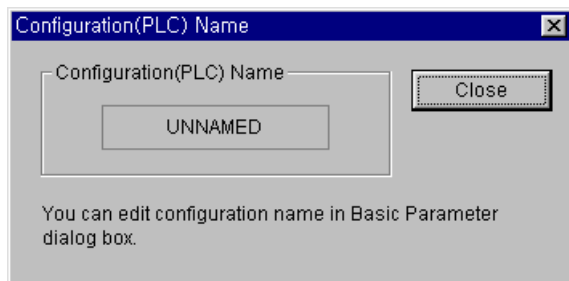 Configuration(PLC) Name
Configuration(PLC) Name
Close
UNNAMED
You can edit configuration name in Basic Parameter
dialog box.